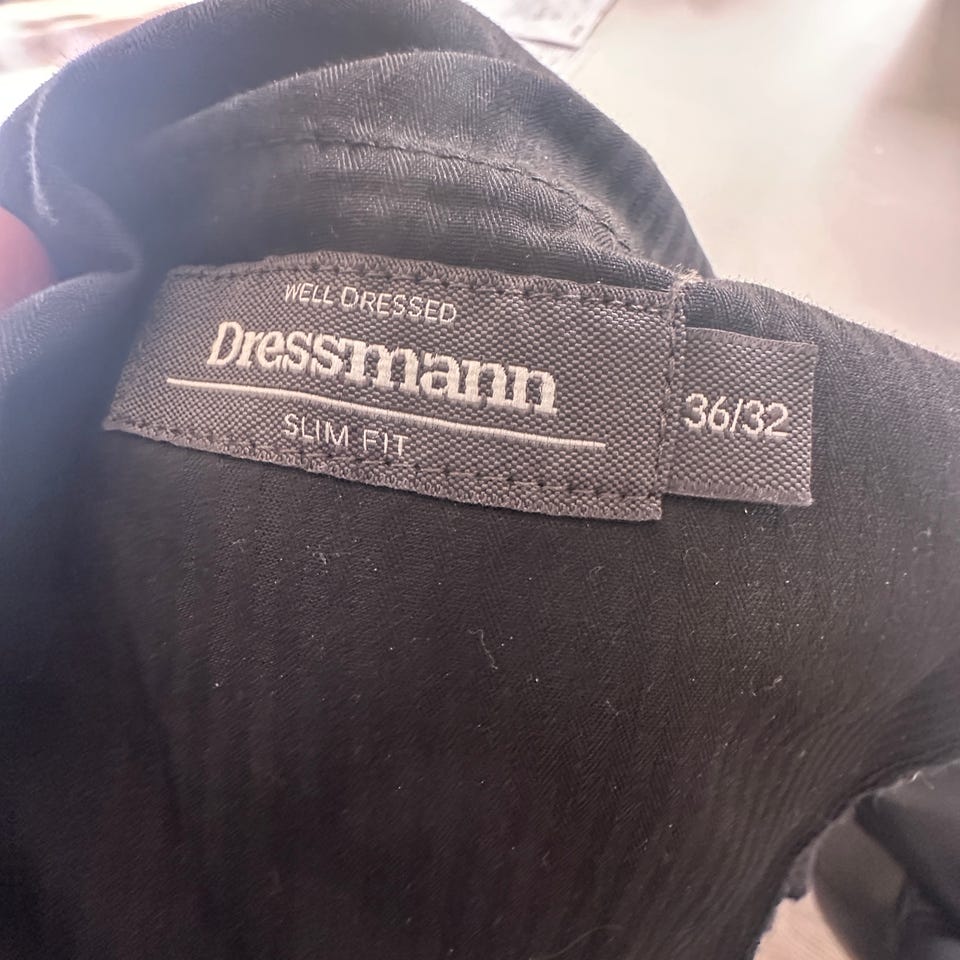 WELL DRESSED
Dressmann
SLIM FIT
36/32